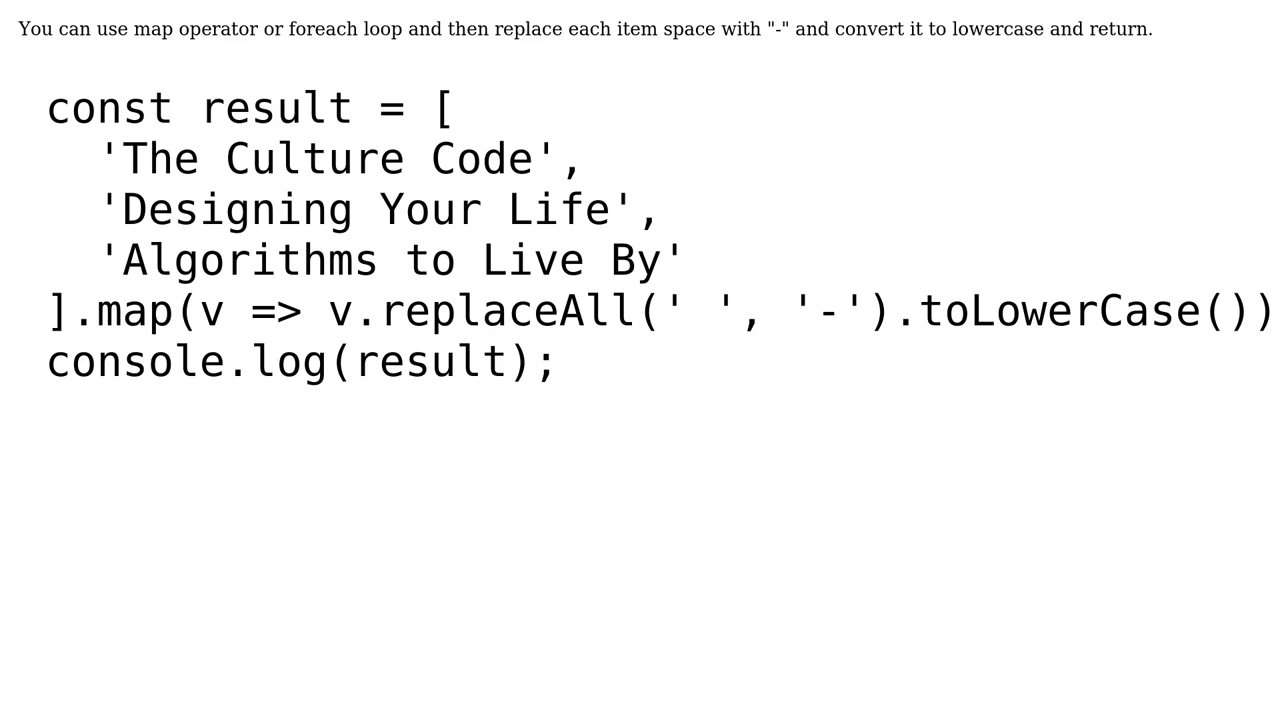 You can use map operator or foreach loop and then replace each item space with "-" and convert it to lowercase and return.
const result = [
  'The Culture Code',
  'Designing Your Life',
  'Algorithms to Live By'
].map(v => v.replaceAll(' ', '-').toLowerCase())
console.log(result);